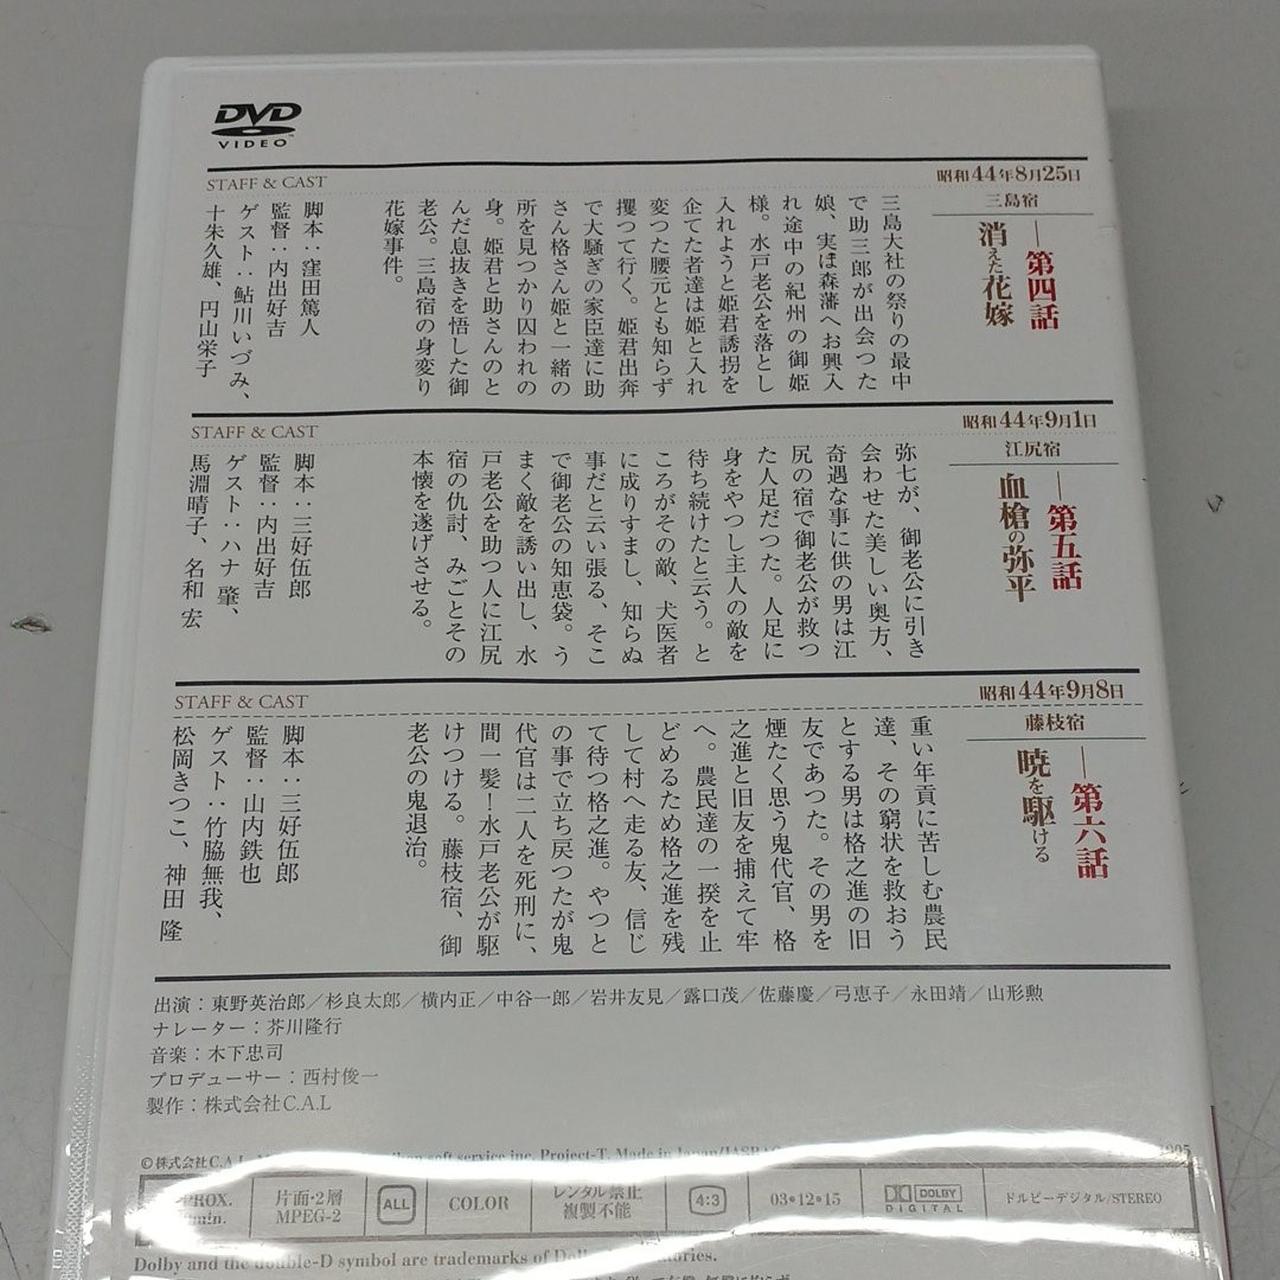 DVD
VIDEO
昭和44年8月25日
三島宿
第四話
消えた花嫁
三島大社の祭りの最中
で助三郎が出会つた
娘、実は森藩へお興入
れ途中の紀州の御姫
様。水戸老公を落とし
入れようと姫君誘拐を
企てた者達は姫と入れ
変つた腰元とも知らず
攫つて行く。姫君出奔
で大騒ぎの家臣達に助
さん格さん姫と一緒の
所を見つかり囚われの
身。姫君と助さんのと
んだ息抜きを悟した御
老公。三島宿の身変り
花嫁事件。
STAFF & CAST
脚本：窪田篤人
監督：内出好吉
ゲスト：鮎川いづみ、
十朱久雄、円山栄子
昭和44年9月1日
江尻宿
第五話
血槍の弥平
弥七が、御老公に引き
会わせた美しい奥方、
奇遇な事に供の男は江
尻の宿で御老公が救つ
た人足だつた。人足に
身をやつし主人の敵を
待ち続けたと云う。と
ころがその敵、犬医者
に成りすまし、知らぬ
事だと云い張る、そこ
で御老公の知恵袋。う
まく敵を誘い出し、水
戸老公を助つ人に江尻
宿の仇討、みごとその
本懐を遂げさせる。
STAFF & CAST
脚本：三好伍郎
監督：内出好吉
ゲスト：ハナ 肇、
馬淵晴子、名和 宏
昭和44年9月8日
藤枝宿
第六話
暁を駆ける
重い年貢に苦しむ農民
達、その窮状を救おう
とする男は格之進の旧
友であつた。その男を
煙たく思う鬼代官、格
之進と旧友を捕えて牢
へ。農民達の一揆を止
どめるため格之進を残
して村へ走る友、信じ
て待つ格之進。やつと
の事で立ち戻つたが鬼
代官は二人を死刑に、
間一髪！水戸老公が駆
けつける。藤枝宿、御
老公の鬼退治。
STAFF & CAST
脚本：三好伍郎
監督：山内鉄也
ゲスト：竹脇無我、
松岡きつこ、神田 隆
出演：東野英治郎／杉良太郎／横内正／中谷一郎／岩井友見／露口茂／佐藤慶／弓恵子／永田靖／山形勲
ナレーター：芥川隆行
音楽：木下忠司
プロデューサー：西村俊一
製作：株式会社C.A.L
©株式会社C.A.L soft service inc. Project-T. Made in Japan/JASRAC
片面・2層
MPEG-2
ALL
COLOR
レンタル禁止
複製不能
4:3
03•12•15
DOLBY
DIGITAL
ドルビーデジタル/STEREO
Dolby and the double-D symbol are trademarks of